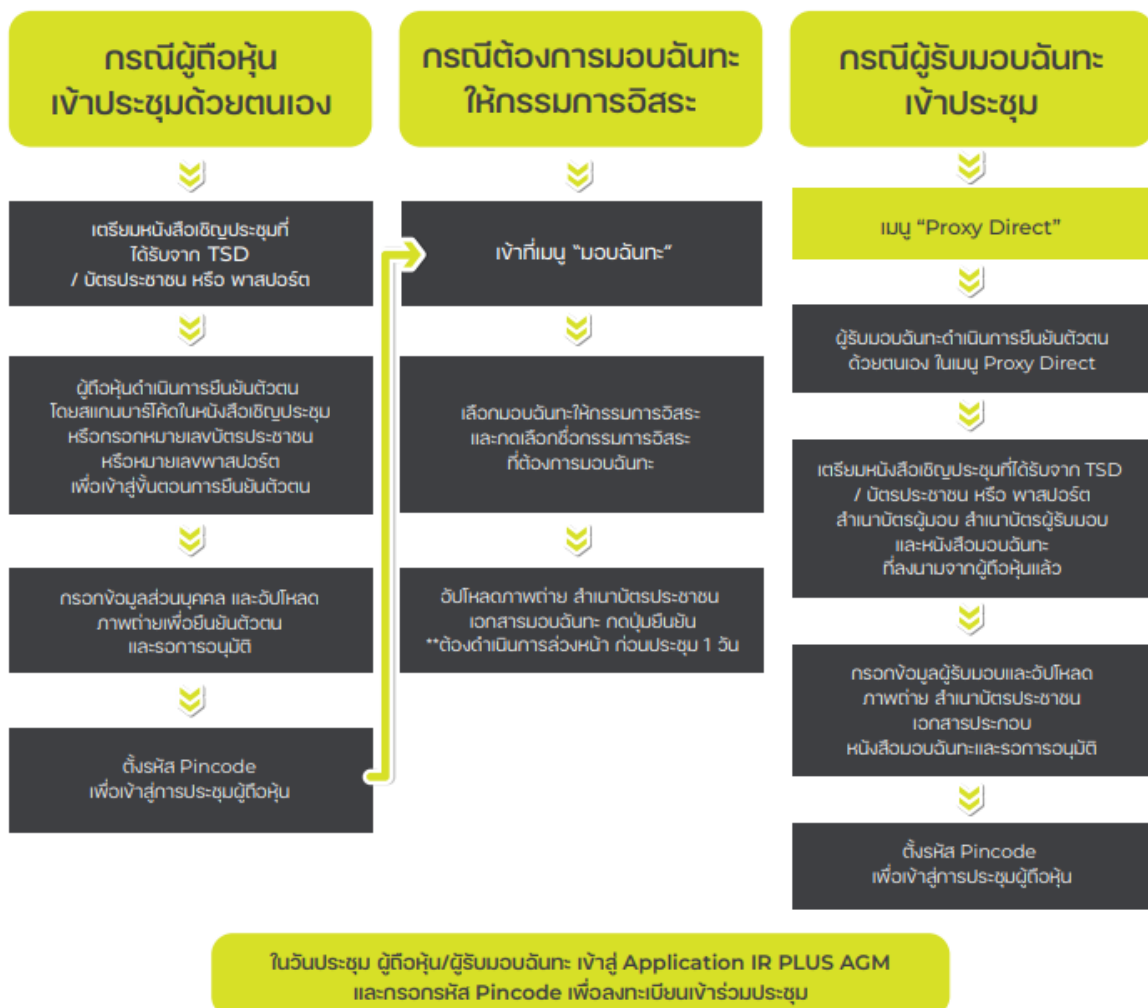 กรณีผู้ถือหุ้น
เข้าประชุมด้วยตนเอง
เตรียมหนังสือเชิญประชุมที่
ได้รับจาก TSD
/ บัตรประชาชน หรือ พาสปอร์ต
ผู้ถือหุ้นดำเนินการยืนยันตัวตน
โดยสแกนบาร์โค้ดในหนังสือเชิญประชุม
หรือกรอกหมายเลขบัตรประชาชน
หรือหมายเลขพาสปอร์ต
เพื่อเข้าสู่ขั้นตอนการยืนยันตัวตน
กรอกข้อมูลส่วนบุคคล และอัปโหลด
ภาพถ่ายเพื่อยืนยันตัวตน
และรอการอนุมัติ
ตั้งรหัส Pincode
เพื่อเข้าสู่การประชุมผู้ถือหุ้น
กรณีต้องการมอบฉันทะ
ให้กรรมการอิสระ
เข้าที่เมนู “มอบฉันทะ”
เลือกมอบฉันทะให้กรรมการอิสระ
และกดเลือกชื่อกรรมการอิสระ
ที่ต้องการมอบฉันทะ
อัปโหลดภาพถ่าย สำเนาบัตรประชาชน
เอกสารมอบฉันทะ กดปุ่มยืนยัน
**ต้องดำเนินการล่วงหน้า ก่อนประชุม 1 วัน
กรณีผู้รับมอบฉันทะ
เข้าประชุม
เมนู “Proxy Direct”
ผู้รับมอบฉันทะดำเนินการยืนยันตัวตน
ด้วยตนเอง ในเมนู Proxy Direct
เตรียมหนังสือเชิญประชุมที่ได้รับจาก TSD
/ บัตรประชาชน หรือ พาสปอร์ต
สำเนาบัตรผู้มอบ สำเนาบัตรผู้รับมอบ
และหนังสือมอบฉันทะ
ที่ลงนามจากผู้ถือหุ้นแล้ว
กรอกข้อมูลผู้รับมอบและอัปโหลด
ภาพถ่าย สำเนาบัตรประชาชน
เอกสารประกอบ
หนังสือมอบฉันทะและรอการอนุมัติ
ตั้งรหัส Pincode
เพื่อเข้าสู่การประชุมผู้ถือหุ้น
ในวันประชุม ผู้ถือหุ้น/ผู้รับมอบฉันทะ เข้าสู่ Application IR PLUS AGM
และกรอกรหัส Pincode เพื่อลงทะเบียนเข้าร่วมประชุม